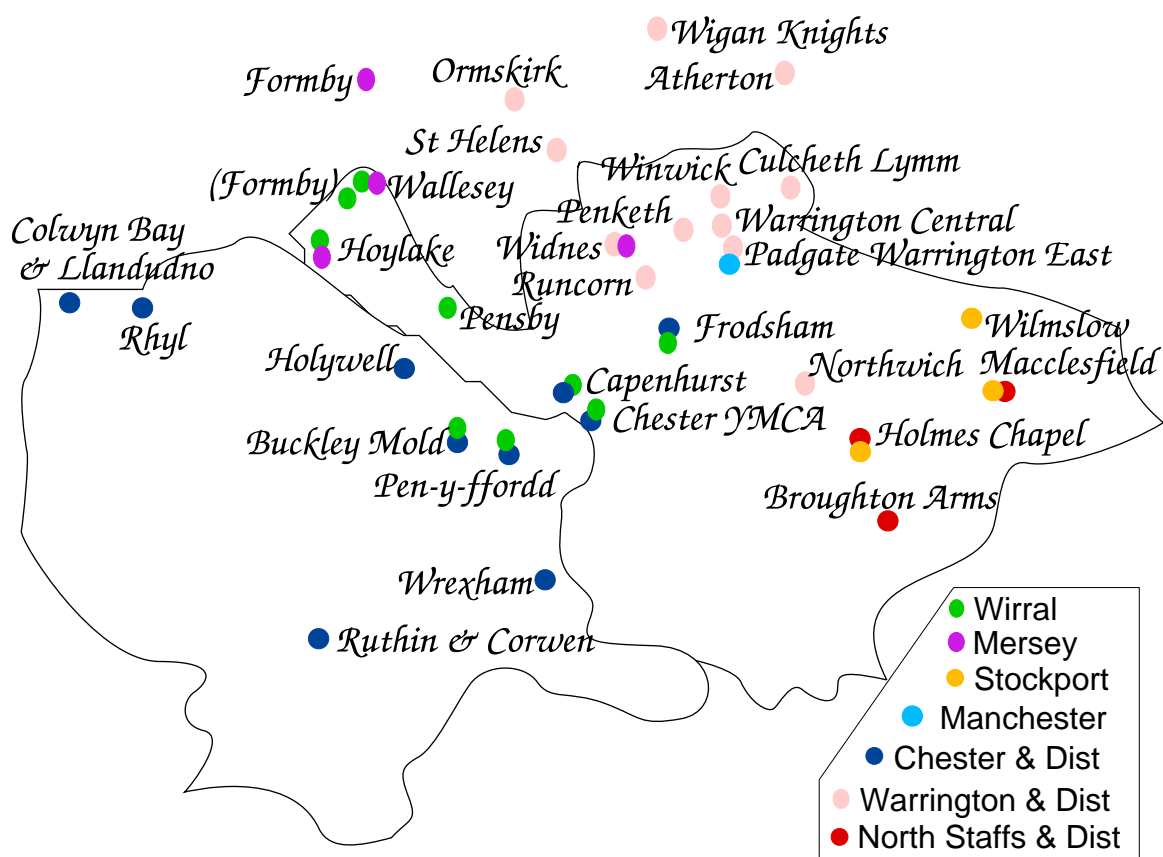 Wigan Knights
Formby
Ormskirk
Atherton
St Helens
(Formby)
Wallesey
Winwick
Culcheth Lymm
Penketh
Warrington Central
Colwyn Bay
& Llandudno
Hoylake
Widnes
Padgate Warrington East
Runcorn
Rhyl
Pensby
Frodsham
Wilmslow
Holywell
Capenhurst
Northwich
Macclesfield
Chester YMCA
Buckley Mold
Holmes Chapel
Pen-y-ffordd
Broughton Arms
Wrexham
Ruthin & Corwen
Wirral
Mersey
Stockport
Manchester
Chester & Dist
Warrington & Dist
North Staffs & Dist